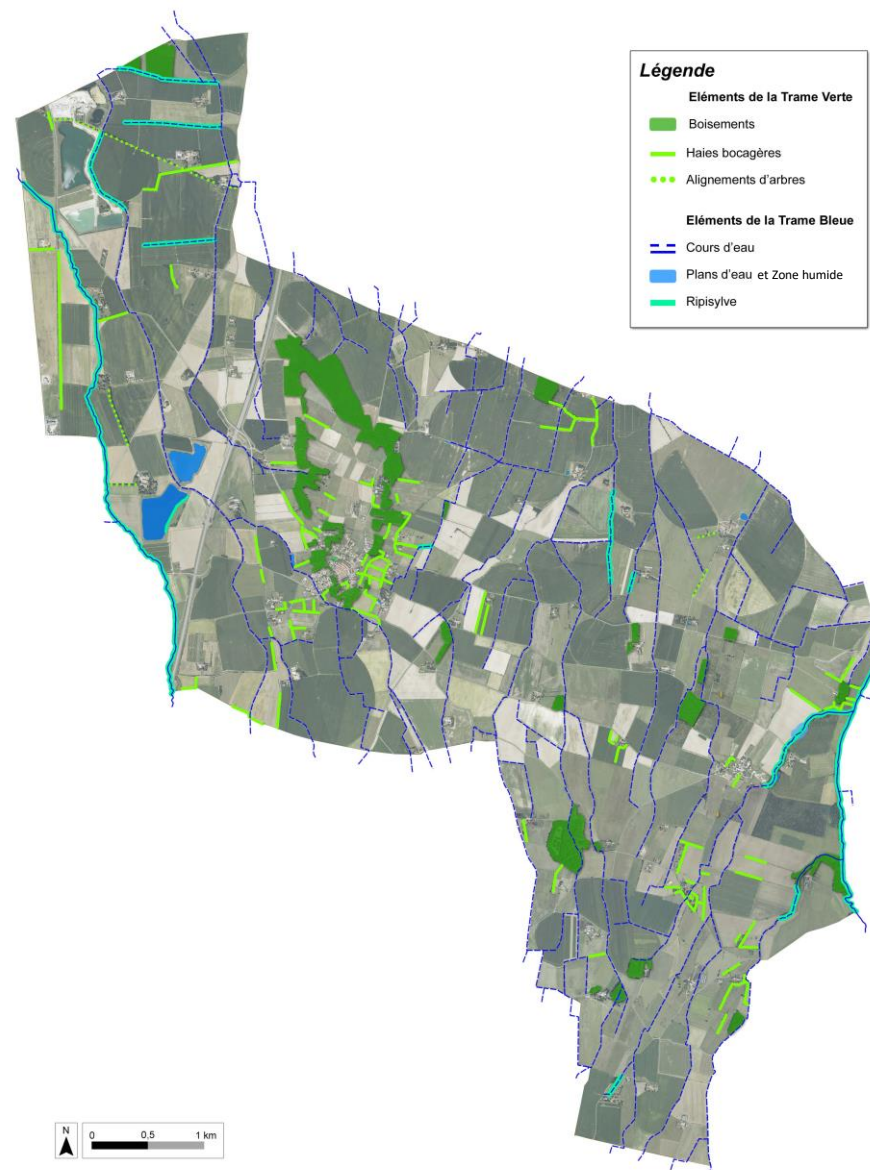 Légende
Eléments de la Trame Verte
Boisements
Haies bocagères
Alignements d'arbres
Eléments de la Trame Bleue
Cours d'eau
Plans d'eau et Zone humide
Ripisylve
N
0 0,5 1 km